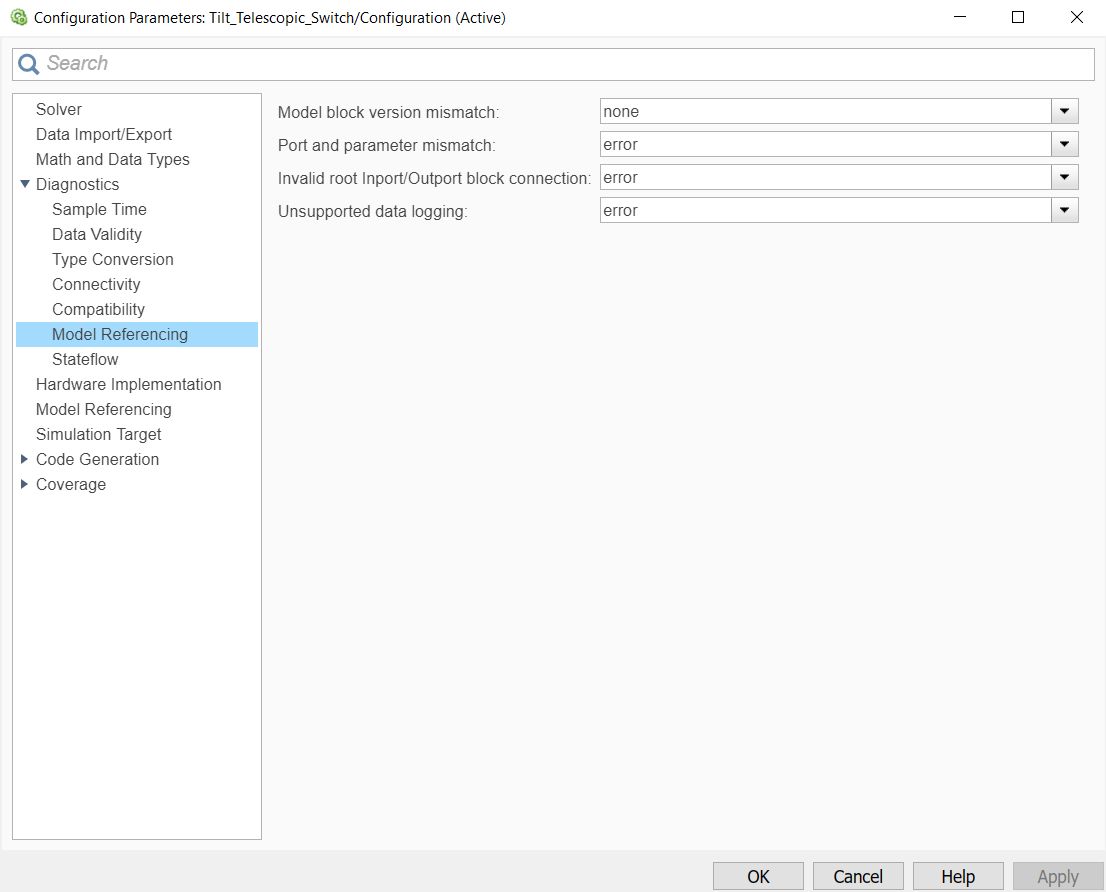 Configuration Parameters: Tilt_Telescopic_Switch/Configuration (Active)
Search
Solver
Data Import/Export
Math and Data Types
Diagnostics
Sample Time
Data Validity
Type Conversion
Connectivity
Compatibility
Model Referencing
Stateflow
Hardware Implementation
Model Referencing
Simulation Target
Code Generation
Coverage
Model block version mismatch: none
Port and parameter mismatch: error
Invalid root Inport/Outport block connection: error
Unsupported data logging: error
OK Cancel Help Apply